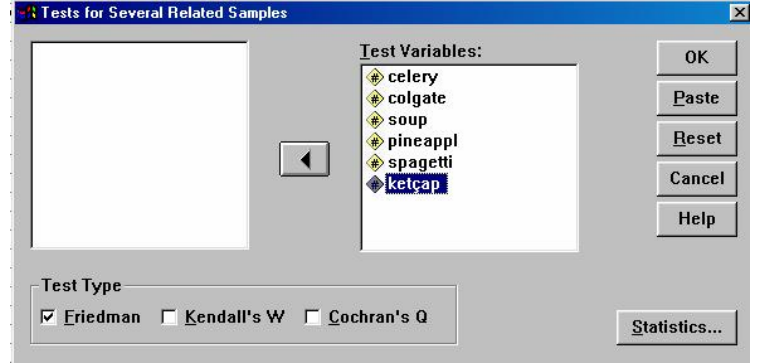 Tests for Several Related Samples
Test Variables:
celery
colgate
soup
pineappl
spagetti
ketçap
OK
Paste
Reset
Cancel
Help
Test Type
Friedman Kendall's W Cochran's Q
Statistics...